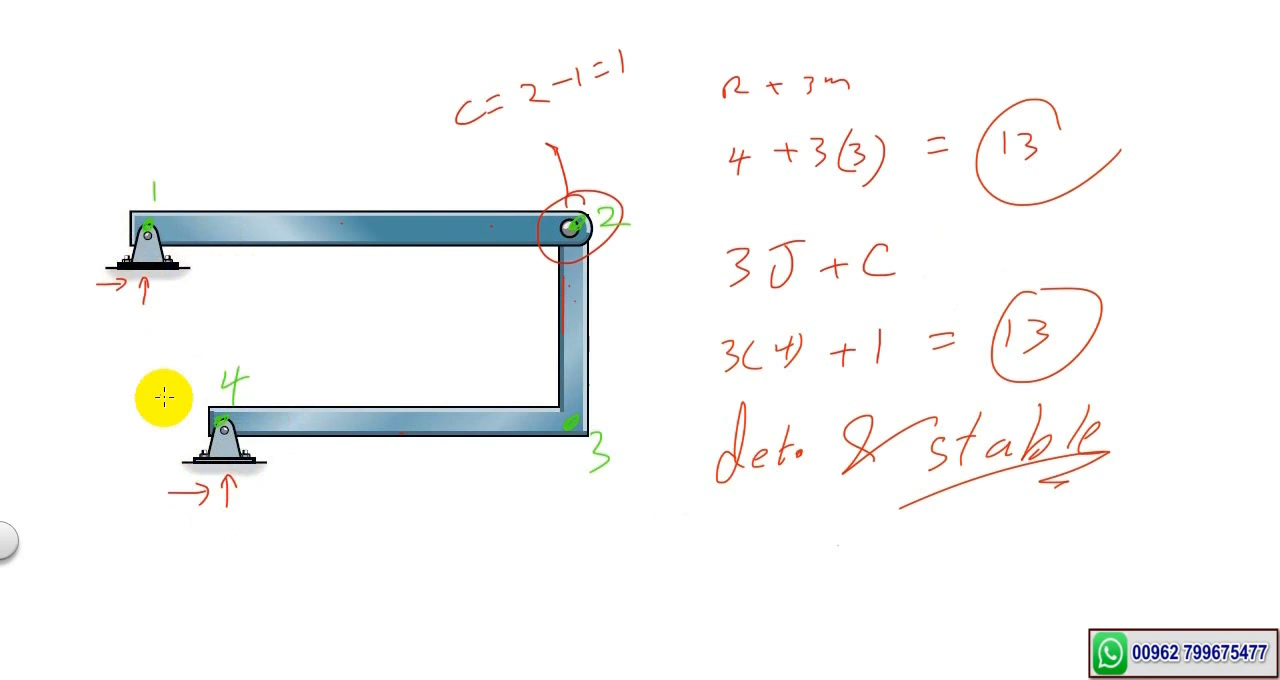 C = 2 - 1 = 1
R + 3m
4 + 3(3) = 13
3J + C
3(4) + 1 = 13
det. & stable
1
2
4
3
00962 799675477